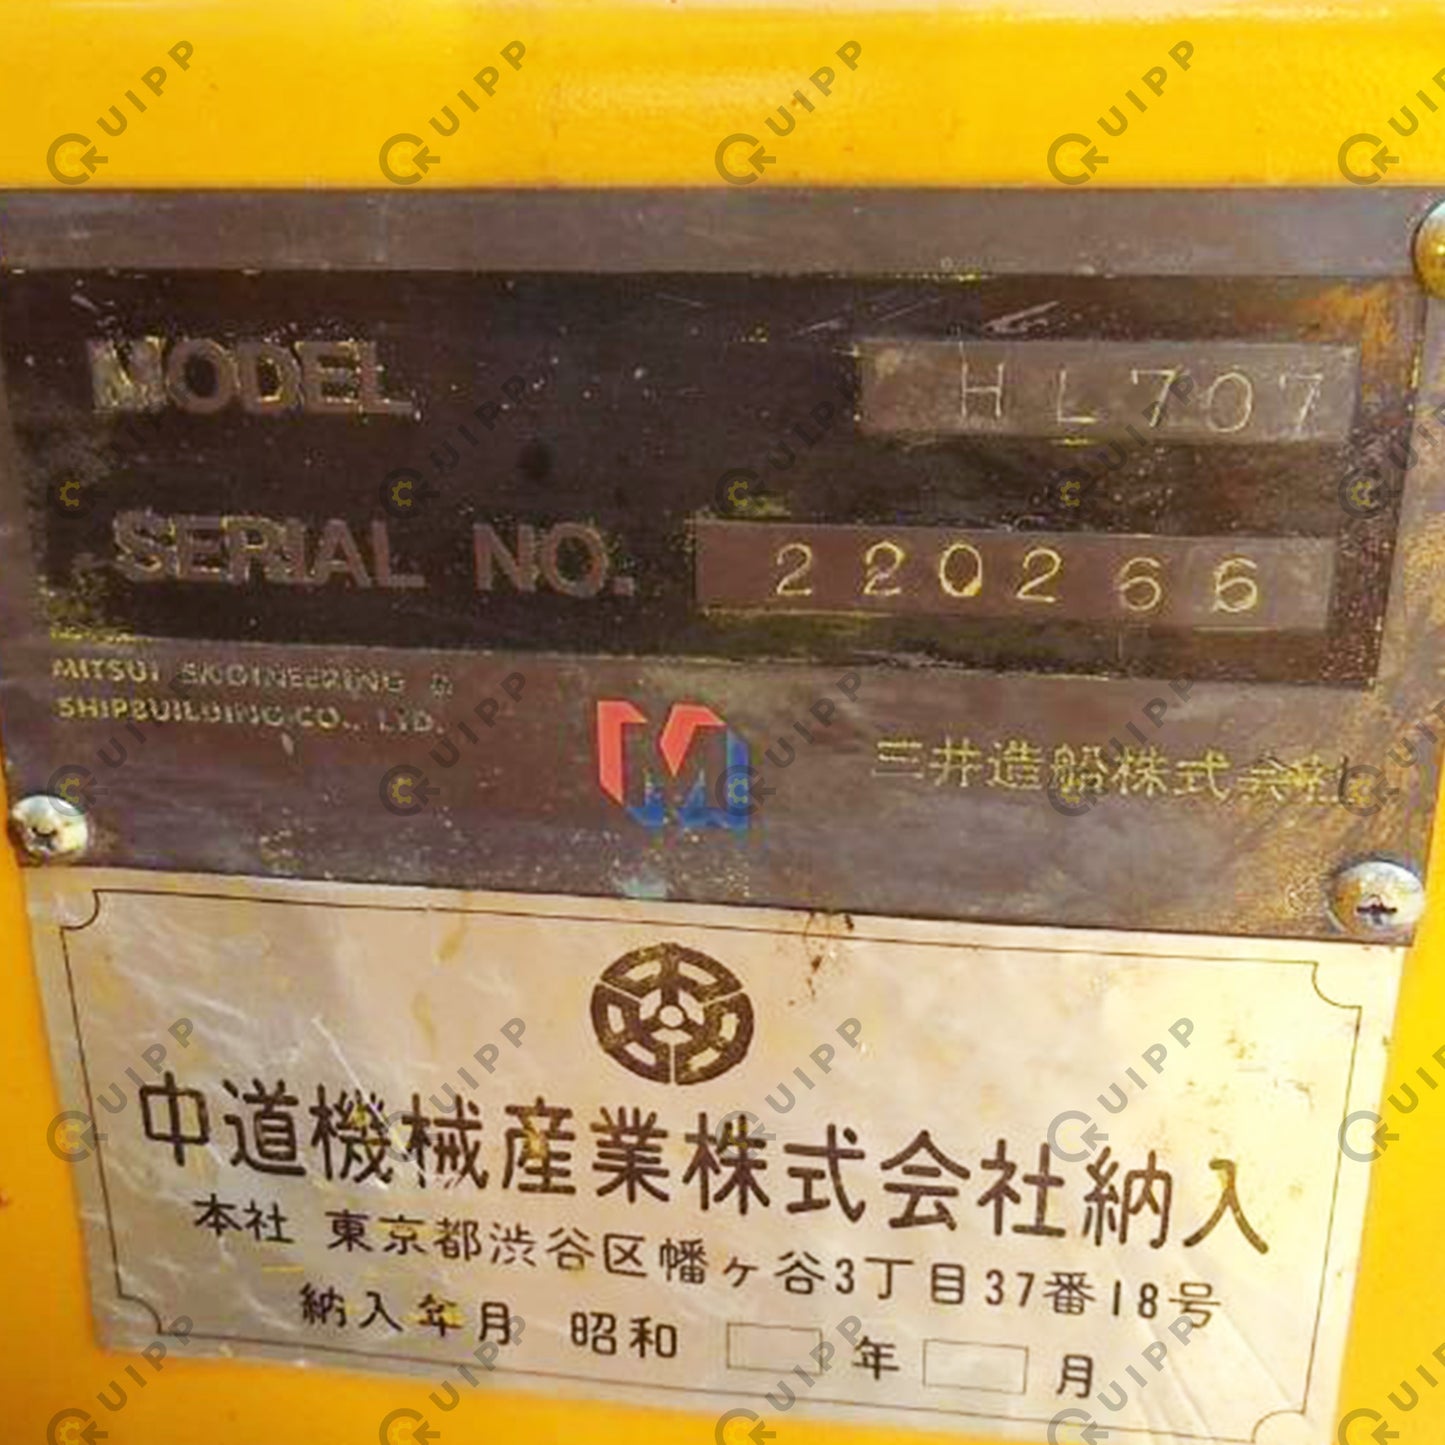 MODEL HL707
SERIAL NO. 220266
MITSUI ENGINEERING &
SHIPBUILDING CO., LTD.
三井造船株式会社
中道機械産業株式会社納入
本社 東京都渋谷区幡ヶ谷3丁目37番18号
納入年月 昭和 年 月
QUIPP